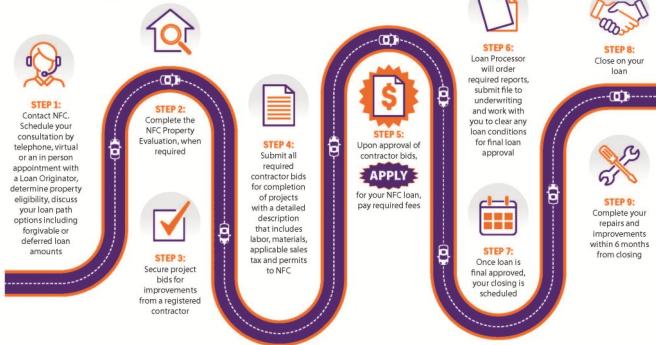 STEP 1:
Contact NFC.
Schedule your
consultation by
telephone, virtual
or an in person
appointment with
a Loan Originator,
determine property
eligibility, discuss
your loan path
options including
forgivable or
deferred loan
amounts
STEP 2:
Complete the
NFC Property
Evaluation, when
required
STEP 3:
Secure project
bids for
improvements
from a registered
contractor
STEP 4:
Submit all
required
contractor bids
for completion
of projects
with a detailed
description
that includes
labor, materials,
applicable sales
tax and permits
to NFC
$
STEP 5:
Upon approval of
contractor bids,
APPLY
for your NFC loan,
pay required fees
STEP 6:
Loan Processor
will order
required reports,
submit file to
underwriting
and work with
you to clear any
loan conditions
for final loan
approval
STEP 7:
Once loan is
final approved,
your closing is
scheduled
STEP 8:
Close on your
loan
STEP 9:
Complete your
repairs and
improvements
within 6 months
from closing